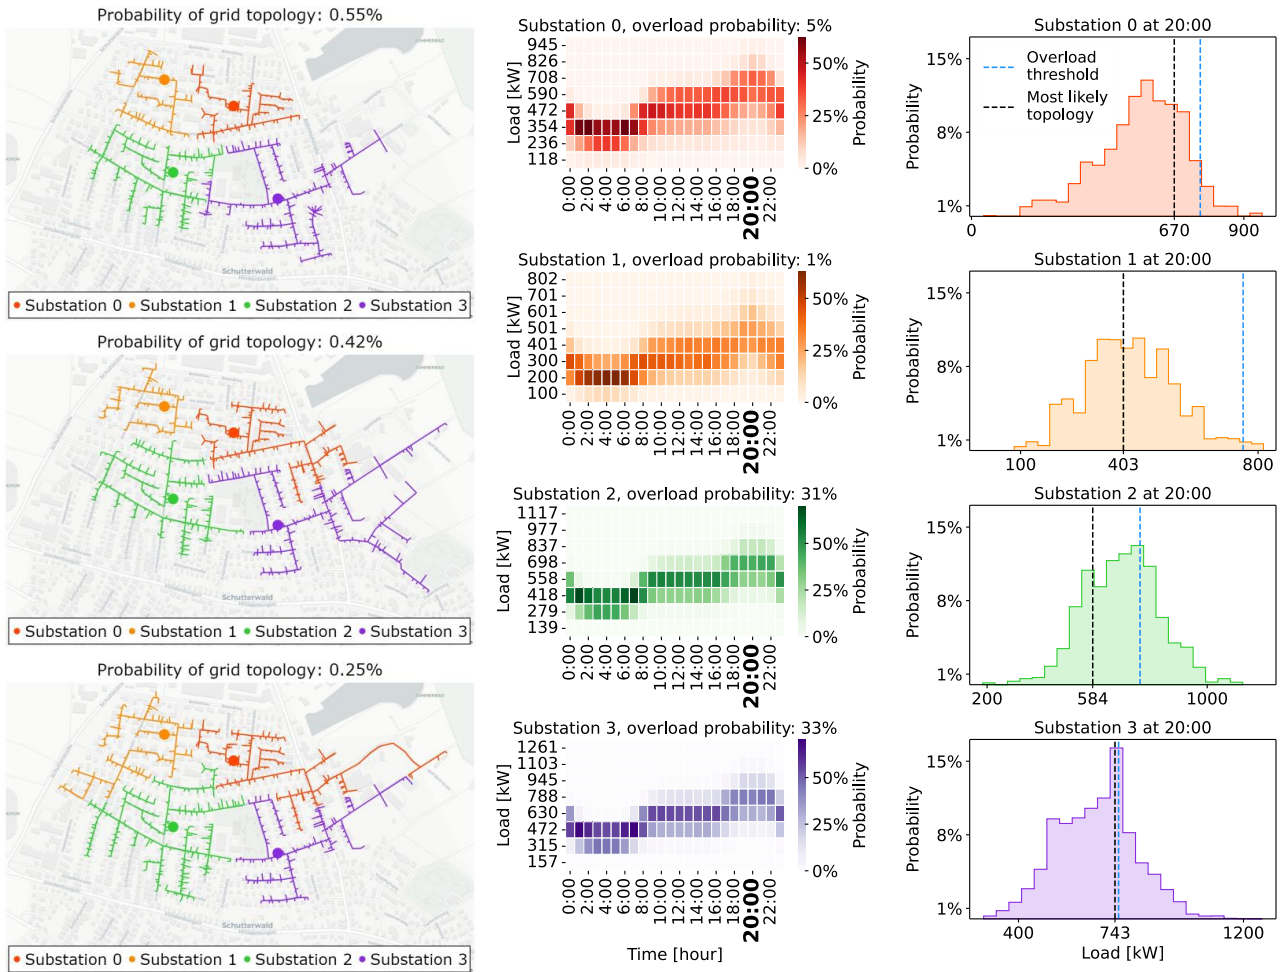 Probability of grid topology: 0.55%
Schutterwald
Substation 0 Substation 1 Substation 2 Substation 3
Probability of grid topology: 0.42%
Schutterwald
Substation 0 Substation 1 Substation 2 Substation 3
Probability of grid topology: 0.25%
Schutterwald
Substation 0 Substation 1 Substation 2 Substation 3
Substation 0, overload probability: 5%
Load [kW]
945
826
708
590
472
354
236
118
0:00 2:00 4:00 6:00 8:00 10:00 12:00 14:00 16:00 18:00 20:00 22:00
50%
25%
0%
Probability
Substation 1, overload probability: 1%
Load [kW]
802
701
601
501
401
300
200
100
0:00 2:00 4:00 6:00 8:00 10:00 12:00 14:00 16:00 18:00 20:00 22:00
50%
25%
0%
Probability
Substation 2, overload probability: 31%
Load [kW]
1117
977
837
698
558
418
279
139
0:00 2:00 4:00 6:00 8:00 10:00 12:00 14:00 16:00 18:00 20:00 22:00
50%
25%
0%
Probability
Substation 3, overload probability: 33%
Load [kW]
1261
1103
945
788
630
472
315
157
0:00 2:00 4:00 6:00 8:00 10:00 12:00 14:00 16:00 18:00 20:00 22:00
Time [hour]
50%
25%
0%
Probability
Substation 0 at 20:00
Probability
15%
8%
1%
Overload
threshold
Most likely
topology
0 670 900
Substation 1 at 20:00
Probability
15%
8%
1%
100 403 800
Substation 2 at 20:00
Probability
15%
8%
1%
200 584 1000
Substation 3 at 20:00
Probability
15%
8%
1%
400 743 1200
Load [kW]